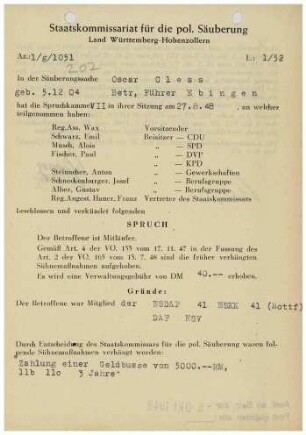 Staatskommissariat für die pol. Säuberung
Land Württemberg-Hohenzollern
Az: 1/g/1051 L: 1/52
202
In der Säuberungssache Oscar Cless
geb. 5.12 04 Betr, Führer Ebingen
hat die Spruchkammer VII in ihrer Sitzung am 27.8.48, an welcher
teilgenommen haben:
Reg.Ass. Wax Vorsitzender
Schwarz, Emil Beisitzer — CDU
Munch, Alois „ — SPD
Fischer, Paul „ — DVP
„ — KPD
Steimdner, Anton „ — Gewerkschaften
Schneckenburger, Josef „ — Berufsgruppe
Alber, Gustav „ — Berufsgruppe
Reg.Angest. Hauer, Franz Vertreter des Staatskommissars
beschlossen und verkündet folgenden
SPRUCH
Der Betroffene ist Mitläufer.
Gemäß Art. 4 der VO. 133 vom 17. 11. 47 in der Fassung des
Art. 2 der VO. 165 vom 13. 7. 48 sind die früher verhängten
Sühnemaßnahmen aufgehoben.
Es wird eine Verwaltungsgebühr von DM 40.-- erhoben.
Gründe:
Der Betroffene war Mitglied der NSDAP 41 NSKK 41 (Rottf)
DAF NSV
Durch Entscheidung des Staatskommissars für die pol. Säuberung waren fol-
gende Sühnemaßnahmen verhängt worden:
Zahlung einer Geldbusse von 5000.--RM,
11b 11c 3 Jahre